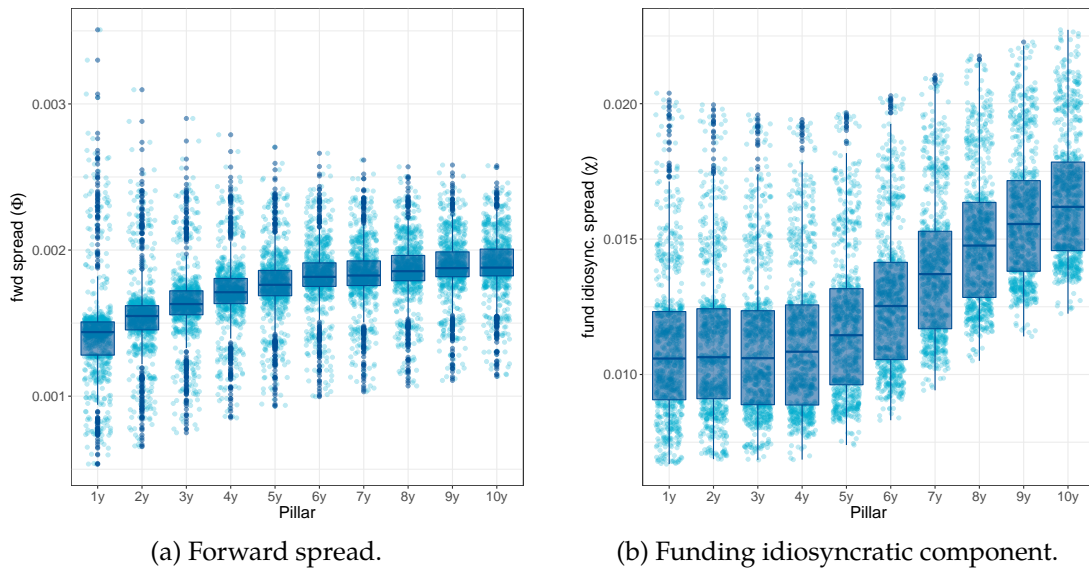 fwd spread (Φ)
0.003
0.002
0.001
1y 2y 3y 4y 5y 6y 7y 8y 9y 10y
Pillar
(a) Forward spread.
fund idiosync. spread (χ)
0.020
0.015
0.010
1y 2y 3y 4y 5y 6y 7y 8y 9y 10y
Pillar
(b) Funding idiosyncratic component.